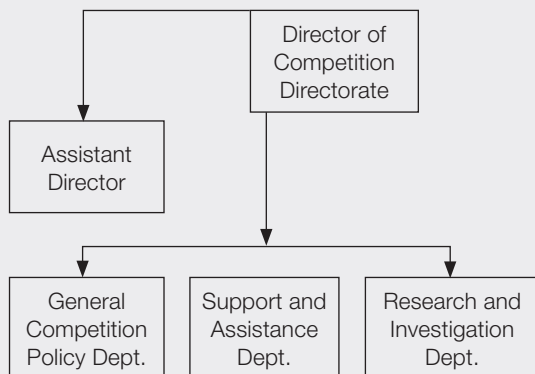 Director of
Competition
Directorate
Assistant
Director
General
Competition
Policy Dept.
Support and
Assistance
Dept.
Research and
Investigation
Dept.